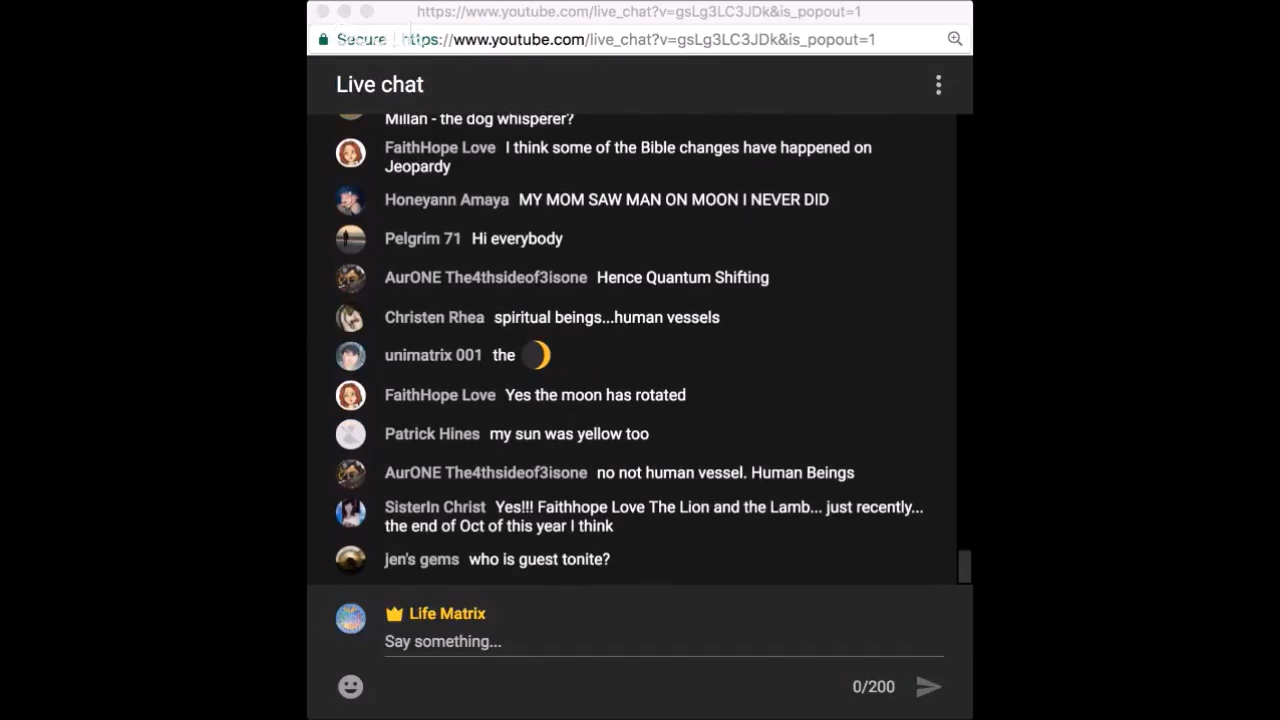 https://www.youtube.com/live_chat?v=gsLg3LC3JDk&is_popout=1
Secure https://www.youtube.com/live_chat?v=gsLg3LC3JDk&is_popout=1
Live chat
Millan - the dog whisperer?
FaithHope Love I think some of the Bible changes have happened on
Jeopardy
Honeyann Amaya MY MOM SAW MAN ON MOON I NEVER DID
Pelgrim 71 Hi everybody
AurONE The4thsideof3isone Hence Quantum Shifting
Christen Rhea spiritual beings...human vessels
unimatrix 001 the 🌒
FaithHope Love Yes the moon has rotated
Patrick Hines my sun was yellow too
AurONE The4thsideof3isone no not human vessel. Human Beings
SisterIn Christ Yes!!! Faithhope Love The Lion and the Lamb... just recently...
the end of Oct of this year I think
jen's gems who is guest tonite?
Life Matrix
Say something...
0/200